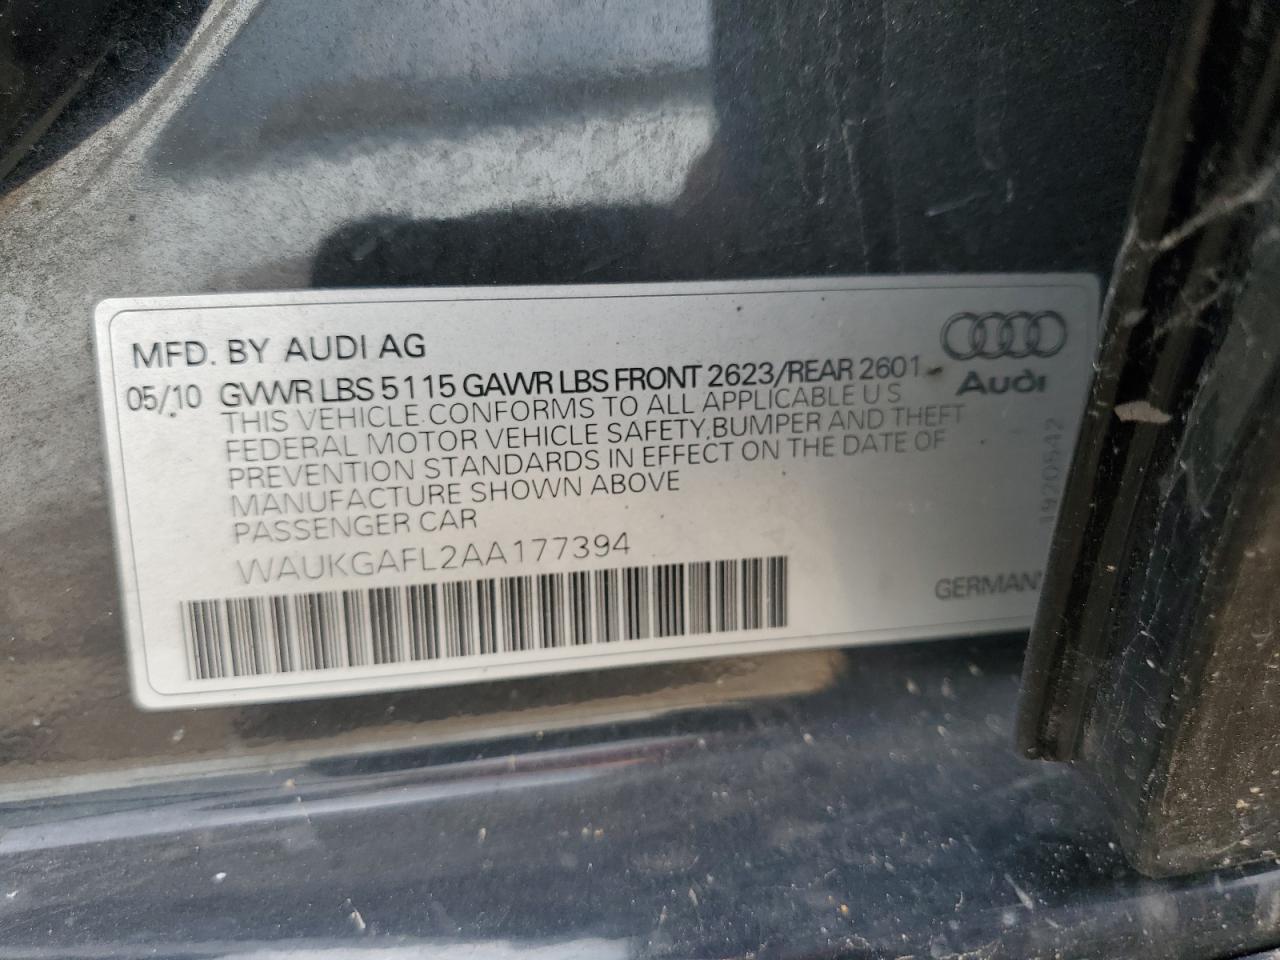 MFD. BY AUDI AG
05/10 GVWR LBS 5115 GAWR LBS FRONT 2623/REAR 2601
Audi
THIS VEHICLE CONFORMS TO ALL APPLICABLE U S
FEDERAL MOTOR VEHICLE SAFETY, BUMPER AND THEFT
PREVENTION STANDARDS IN EFFECT ON THE DATE OF
MANUFACTURE SHOWN ABOVE
PASSENGER CAR
WAUKGAFL2AA177394
1920542
GERMANY